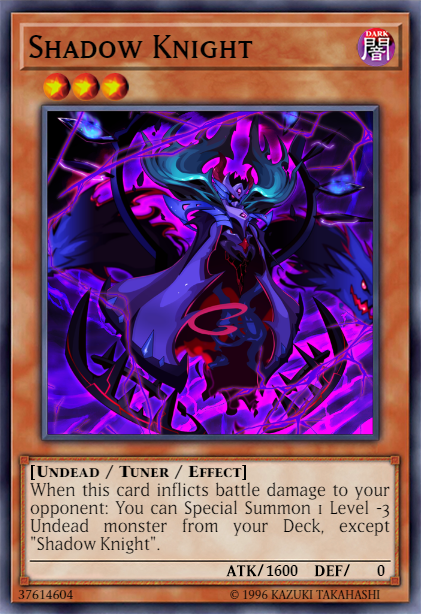 Shadow Knight
DARK
闇
[Undead / Tuner / Effect]
When this card inflicts battle damage to your
opponent: You can Special Summon 1 Level -3
Undead monster from your Deck, except
"Shadow Knight".
ATK/1600 DEF/ 0
37614604 © 1996 KAZUKI TAKAHASHI